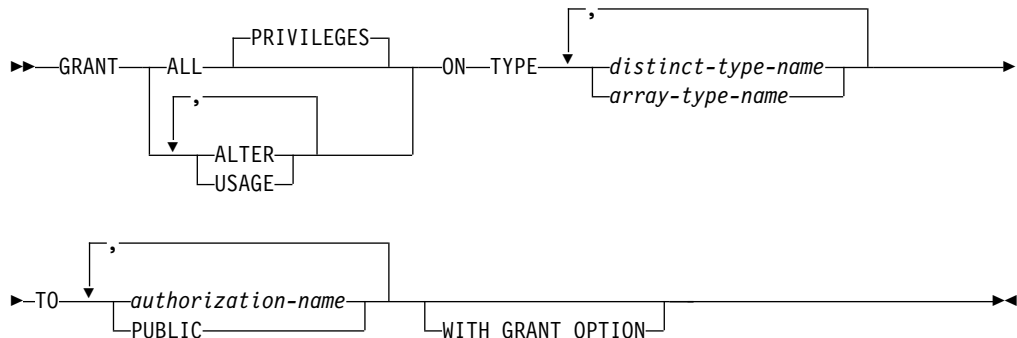 ,
PRIVILEGES
GRANT ALL ON TYPE distinct-type-name
array-type-name
,
ALTER
USAGE
,
TO authorization-name
PUBLIC WITH GRANT OPTION